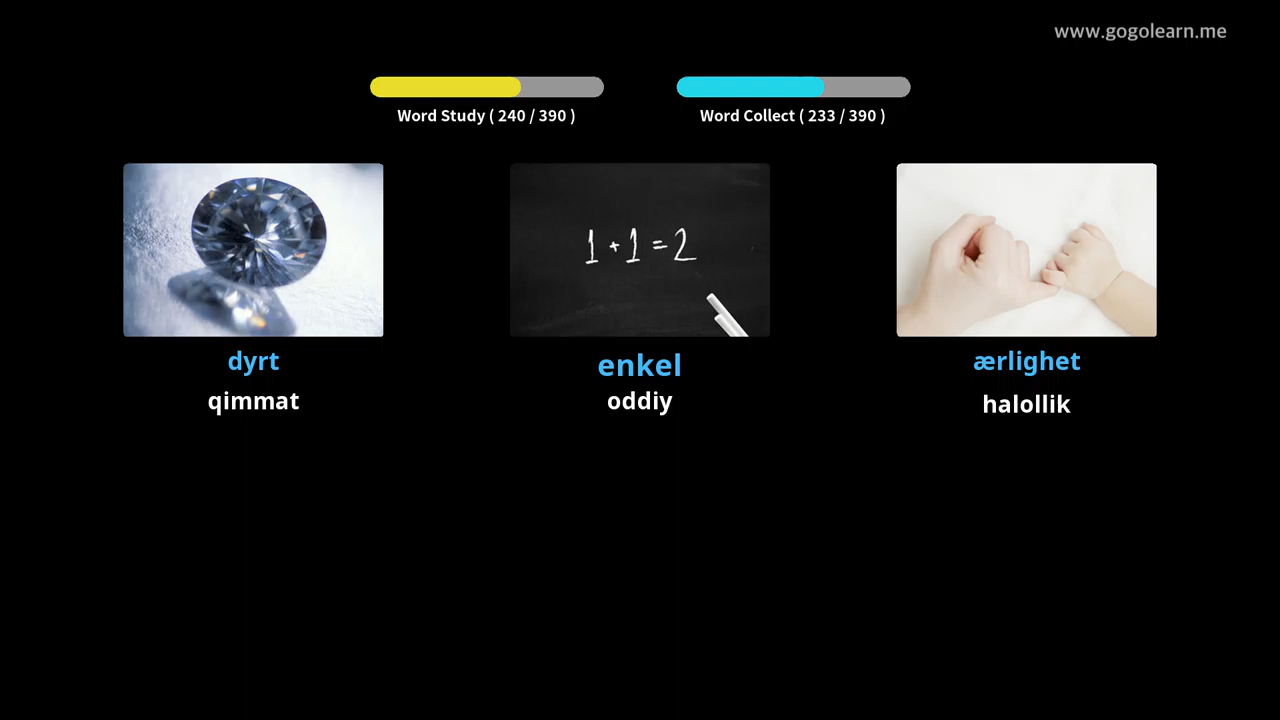 www.gogolearn.me
Word Study ( 240 / 390 )
Word Collect ( 233 / 390 )
1 + 1 = 2
dyrt
enkel
ærlighet
qimmat
oddiy
halollik